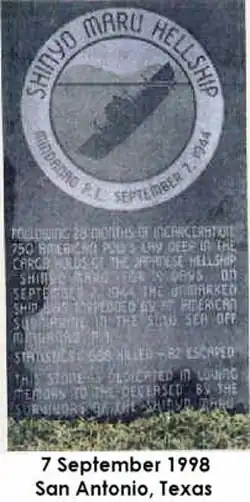 SHINYO MARU HELLSHIP
MINDANAO P.I. SEPTEMBER 7, 1944
FOLLOWING 28 MONTHS OF INCARCERATION
750 AMERICAN POW'S LAY DEEP IN THE
CARGO HOLDS OF THE JAPANESE HELLSHIP
SHINYO MARU FOR 19 DAYS. ON
SEPTEMBER 7, 1944, THE UNMARKED
SHIP WAS TORPEDOED BY AN AMERICAN
SUBMARINE IN THE SULU SEA OFF
MINDANAO P.I.
STATISTICS: 668 KILLED - 82 ESCAPED.
THIS STONE IS DEDICATED IN LOVING
MEMORY TO THE DECEASED BY THE
SURVIVORS OF THE SHINYO MARU
7 September 1998
San Antonio, Texas